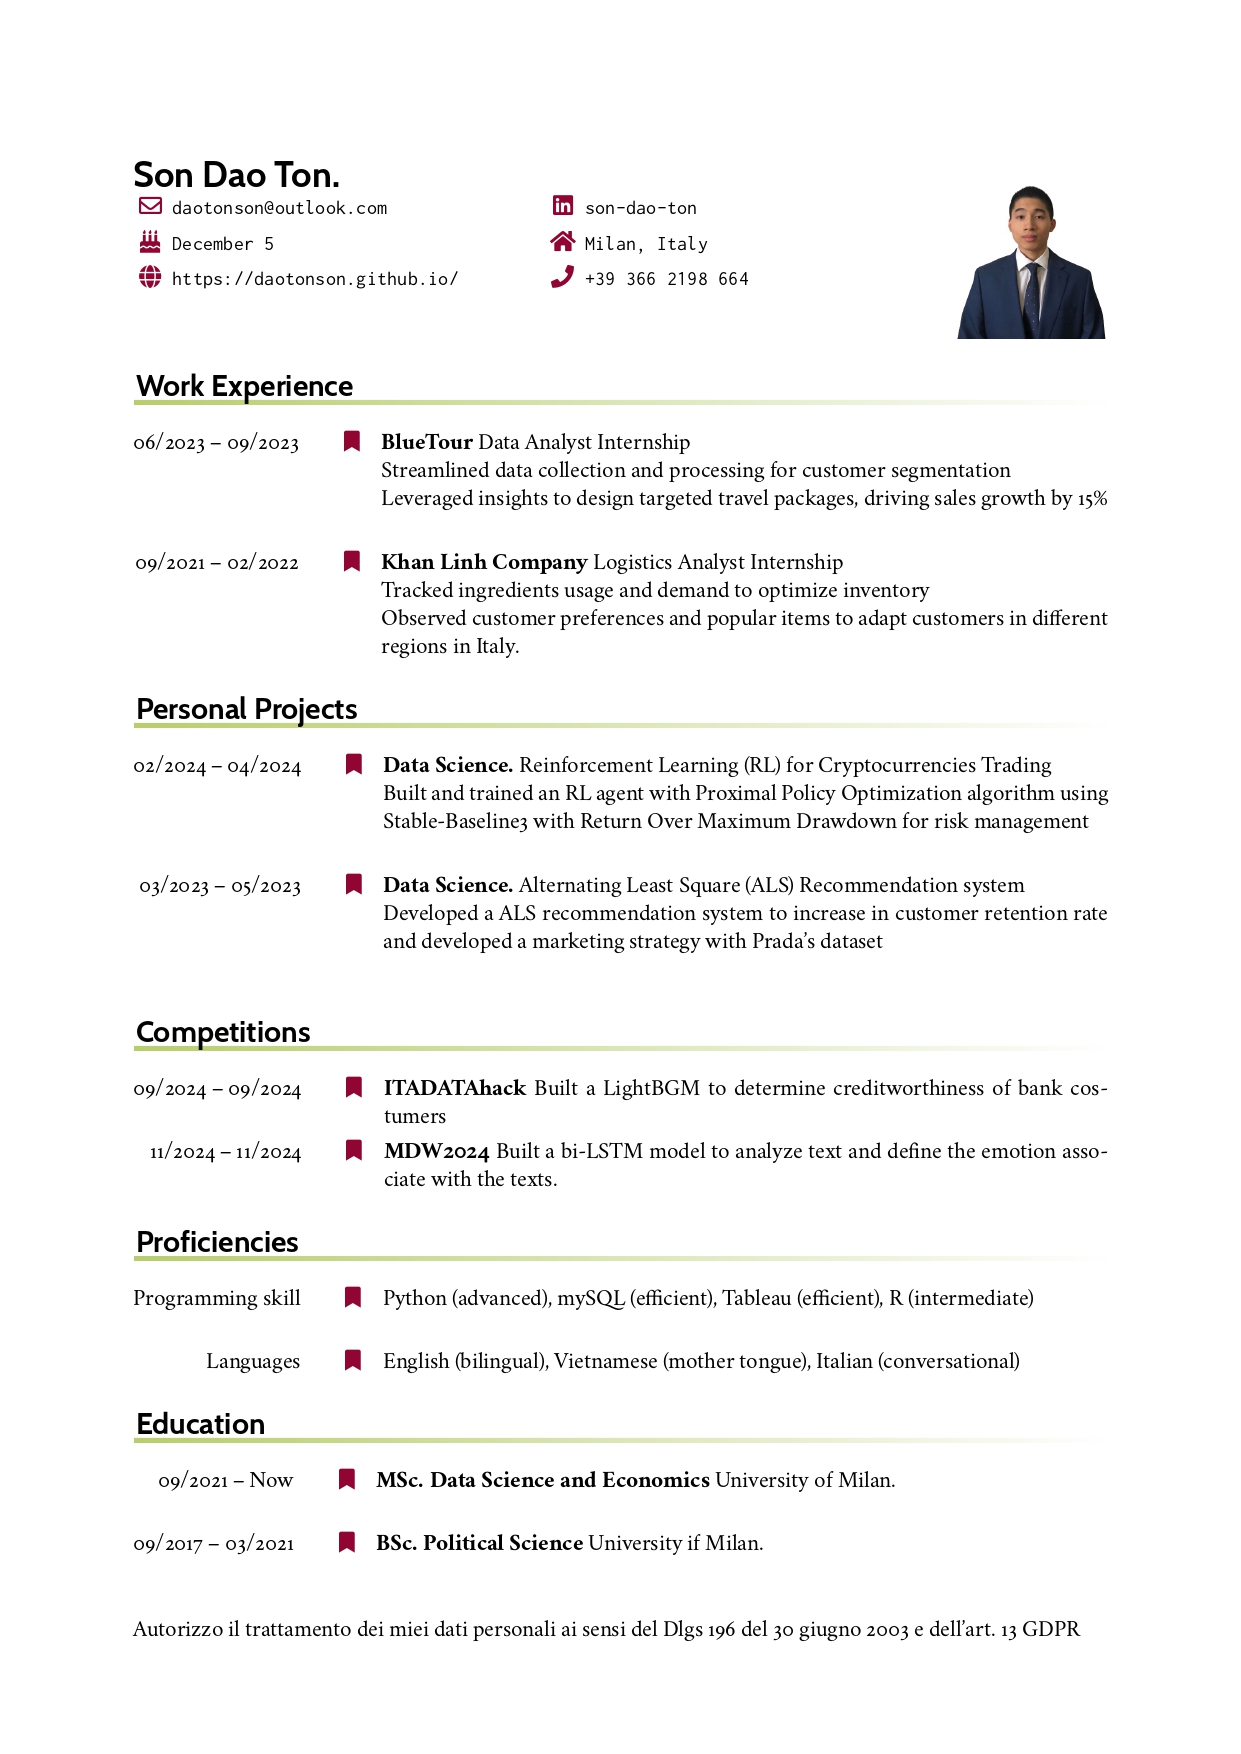 Son Dao Ton.
daotonson@outlook.com
son-dao-ton
December 5
Milan, Italy
https://daotonson.github.io/
+39 366 2198 664
Work Experience
06/2023 – 09/2023 BlueTour Data Analyst Internship
Streamlined data collection and processing for customer segmentation
Leveraged insights to design targeted travel packages, driving sales growth by 15%
09/2021 – 02/2022 Khan Linh Company Logistics Analyst Internship
Tracked ingredients usage and demand to optimize inventory
Observed customer preferences and popular items to adapt customers in different
regions in Italy.
Personal Projects
02/2024 – 04/2024 Data Science. Reinforcement Learning (RL) for Cryptocurrencies Trading
Built and trained an RL agent with Proximal Policy Optimization algorithm using
Stable-Baseline3 with Return Over Maximum Drawdown for risk management
03/2023 – 05/2023 Data Science. Alternating Least Square (ALS) Recommendation system
Developed a ALS recommendation system to increase in customer retention rate
and developed a marketing strategy with Prada's dataset
Competitions
09/2024 – 09/2024 ITADATAhack Built a LightBGM to determine creditworthiness of bank cos-
tumers
11/2024 – 11/2024 MDW2024 Built a bi-LSTM model to analyze text and define the emotion asso-
ciate with the texts.
Proficiencies
Programming skill Python (advanced), mySQL (efficient), Tableau (efficient), R (intermediate)
Languages English (bilingual), Vietnamese (mother tongue), Italian (conversational)
Education
09/2021 – Now MSc. Data Science and Economics University of Milan.
09/2017 – 03/2021 BSc. Political Science University if Milan.
Autorizzo il trattamento dei miei dati personali ai sensi del Dlgs 196 del 30 giugno 2003 e dell'art. 13 GDPR